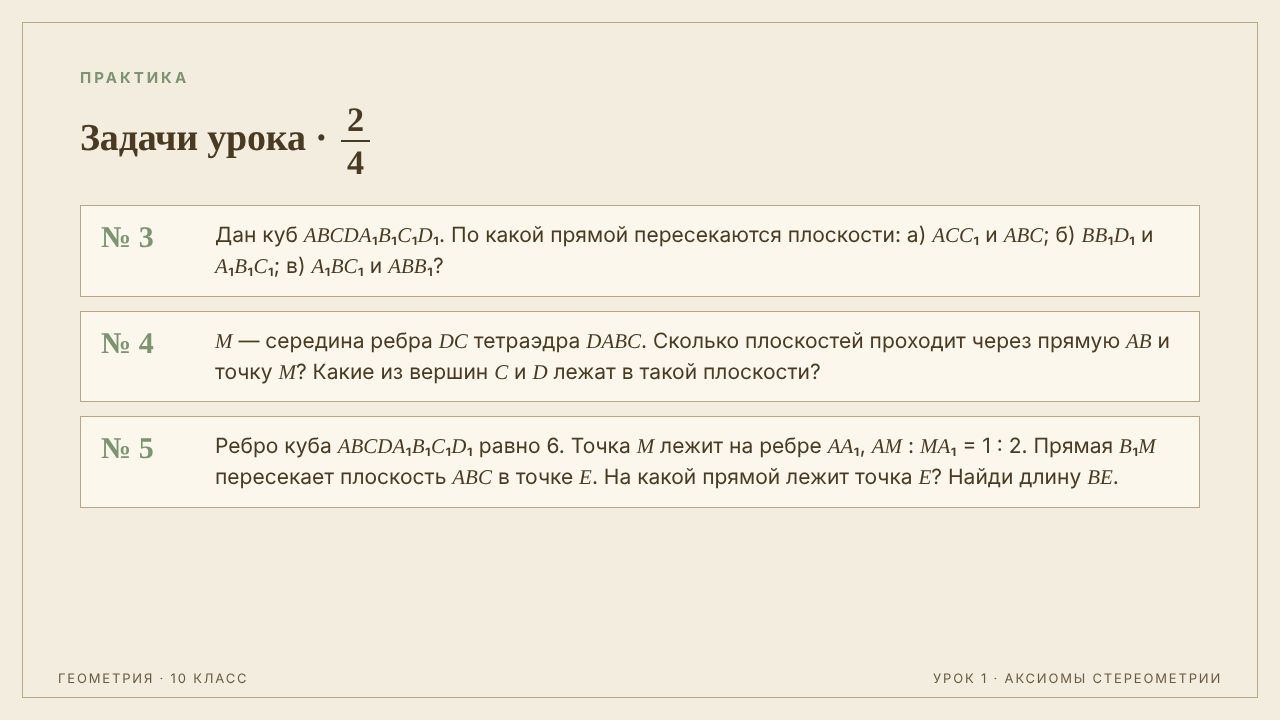 ПРАКТИКА
Задачи урока · 2/4
№ 3
Дан куб ABCDA₁B₁C₁D₁. По какой прямой пересекаются плоскости: а) ACC₁ и ABC; б) BB₁D₁ и
A₁B₁C₁; в) A₁BC₁ и ABB₁?
№ 4
M — середина ребра DC тетраэдра DABC. Сколько плоскостей проходит через прямую AB и
точку M? Какие из вершин C и D лежат в такой плоскости?
№ 5
Ребро куба ABCDA₁B₁C₁D₁ равно 6. Точка M лежит на ребре AA₁, AM : MA₁ = 1 : 2. Прямая B₁M
пересекает плоскость ABC в точке E. На какой прямой лежит точка E? Найди длину BE.
ГЕОМЕТРИЯ · 10 КЛАСС
УРОК 1 · АКСИОМЫ СТЕРЕОМЕТРИИ